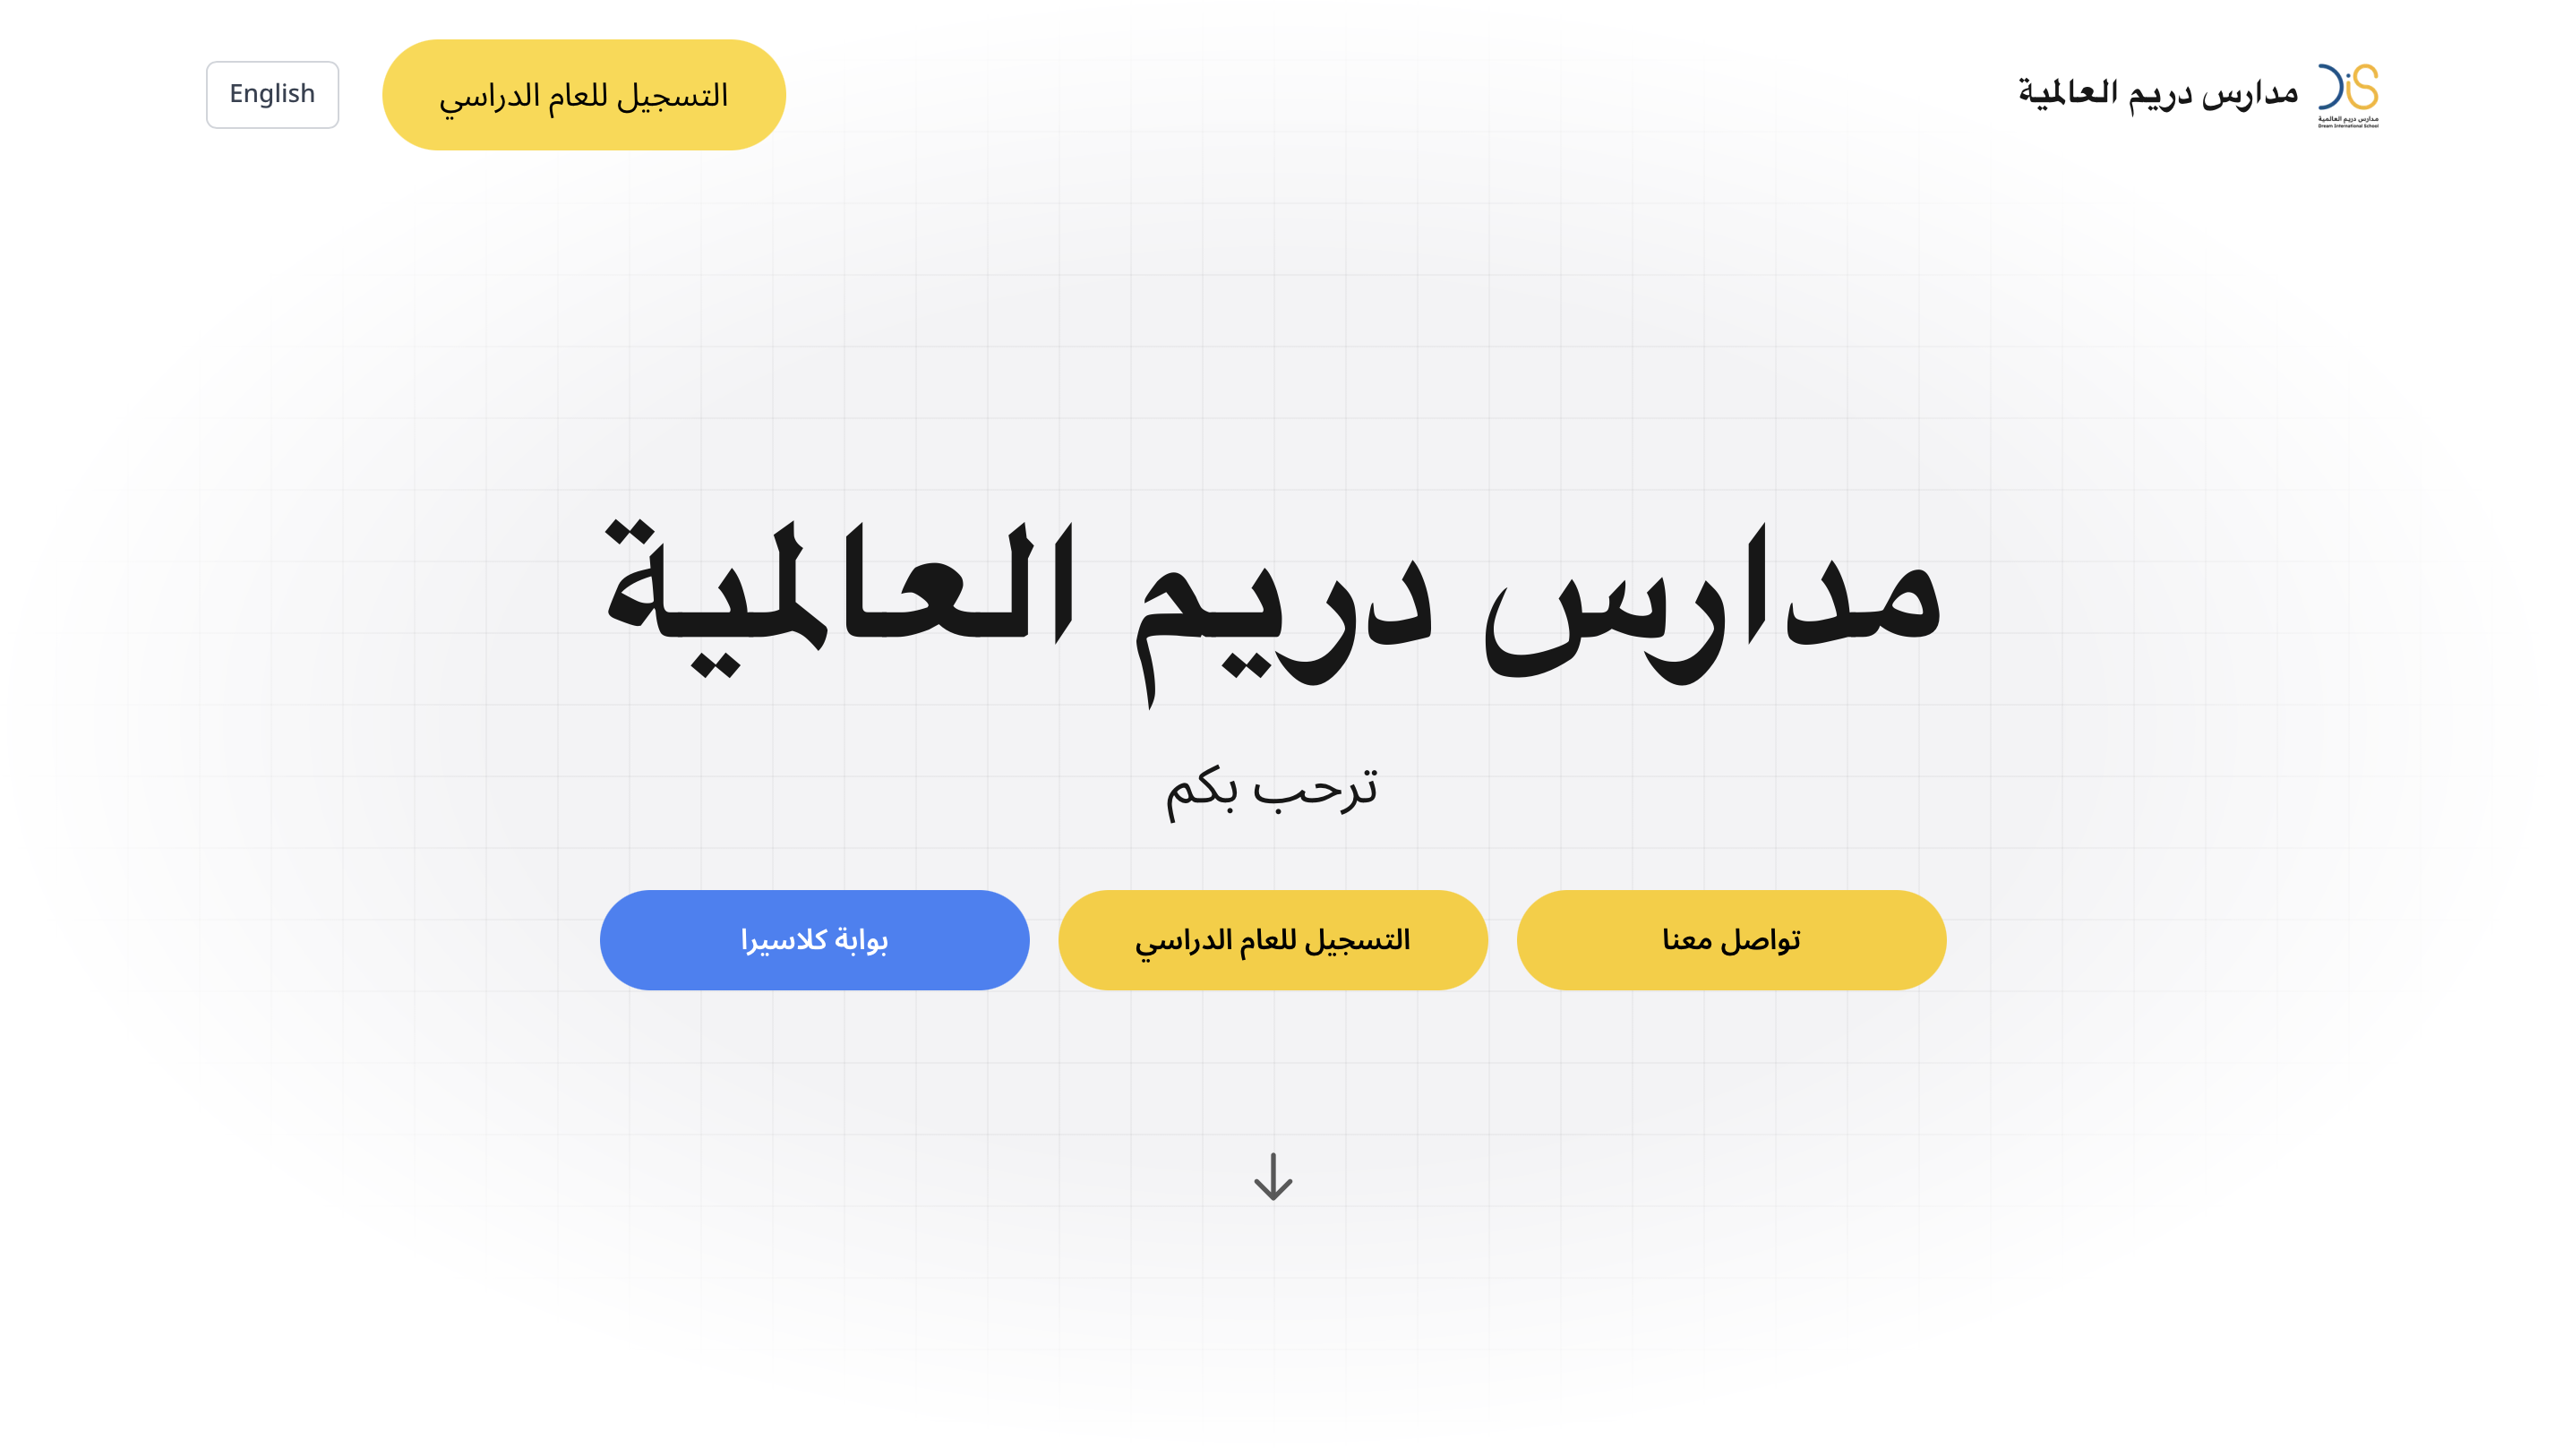 مدارس دريم العالمية
مدارس دريم العالمية
Dream International School
التسجيل للعام الدراسي
English
مدارس دريم العالمية
ترحب بكم
تواصل معنا
التسجيل للعام الدراسي
بوابة كلاسيرا